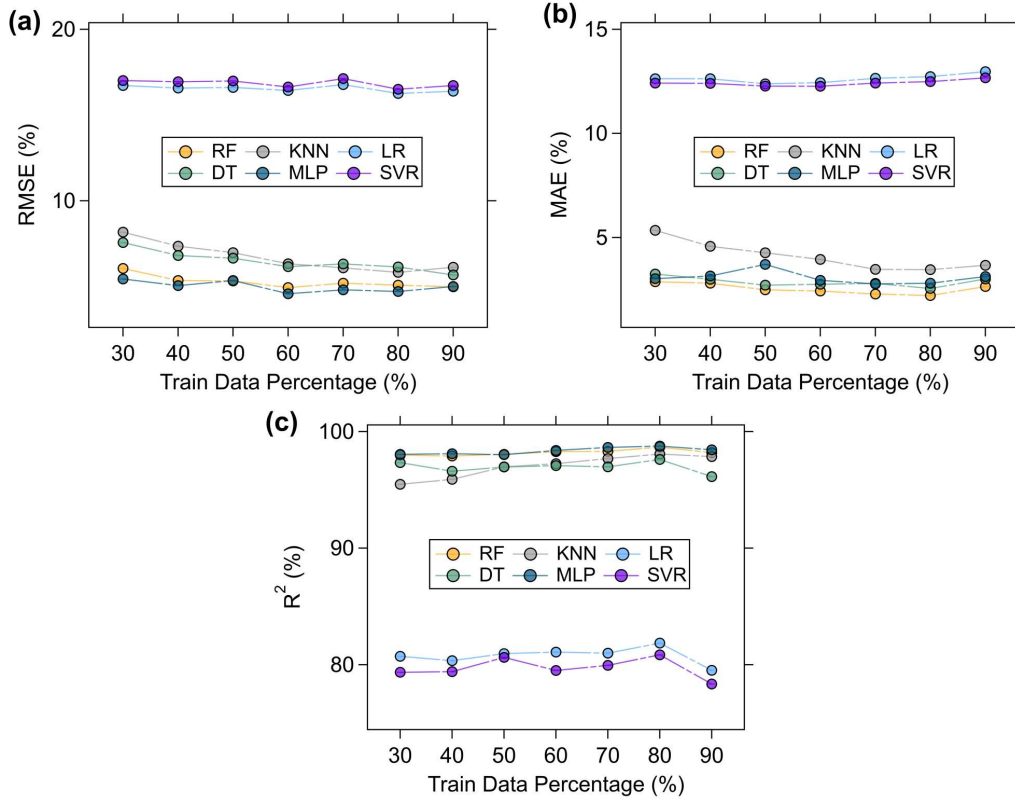 (a)
20
10
RMSE (%)
RF KNN LR
DT MLP SVR
30 40 50 60 70 80 90
Train Data Percentage (%)
(b)
15
10
5
MAE (%)
RF KNN LR
DT MLP SVR
30 40 50 60 70 80 90
Train Data Percentage (%)
(c)
100
90
80
R² (%)
RF KNN LR
DT MLP SVR
30 40 50 60 70 80 90
Train Data Percentage (%)